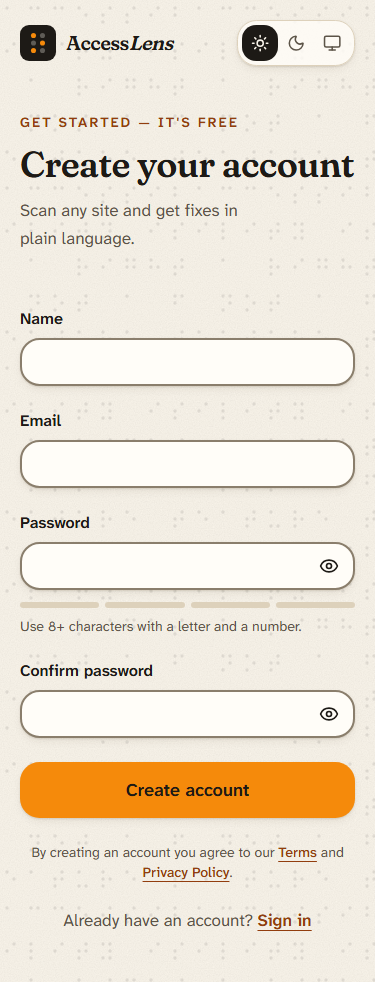 AccessLens
GET STARTED — IT'S FREE
Create your account
Scan any site and get fixes in
plain language.
Name
Email
Password
Use 8+ characters with a letter and a number.
Confirm password
Create account
By creating an account you agree to our Terms and
Privacy Policy.
Already have an account? Sign in